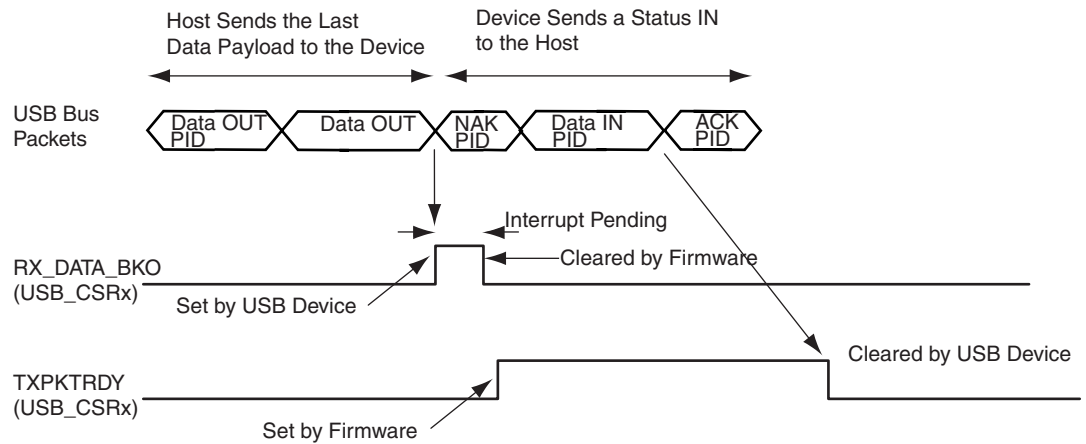 Host Sends the Last
Data Payload to the Device
Device Sends a Status IN
to the Host
USB Bus
Packets
Data OUT
PID
Data OUT
NAK
PID
Data IN
PID
ACK
PID
Interrupt Pending
RX_DATA_BKO
(USB_CSRx)
Cleared by Firmware
Set by USB Device
Cleared by USB Device
TXPKTRDY
(USB_CSRx)
Set by Firmware